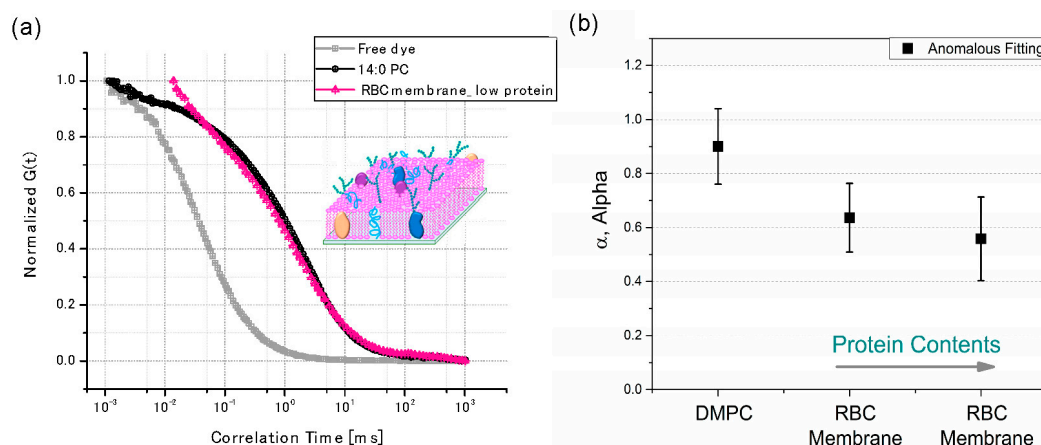 (a)
Free dye
14:0 PC
RBC membrane_low protein
1.0
0.8
0.6
0.4
0.2
0.0
Normalized G(t)
10⁻³ 10⁻² 10⁻¹ 10⁰ 10¹ 10² 10³
Correlation Time [ms]
(b)
Anomalous Fitting
1.2
1.0
0.8
0.6
0.4
0.2
0.0
α, Alpha
Protein Contents
DMPC RBC RBC
Membrane Membrane